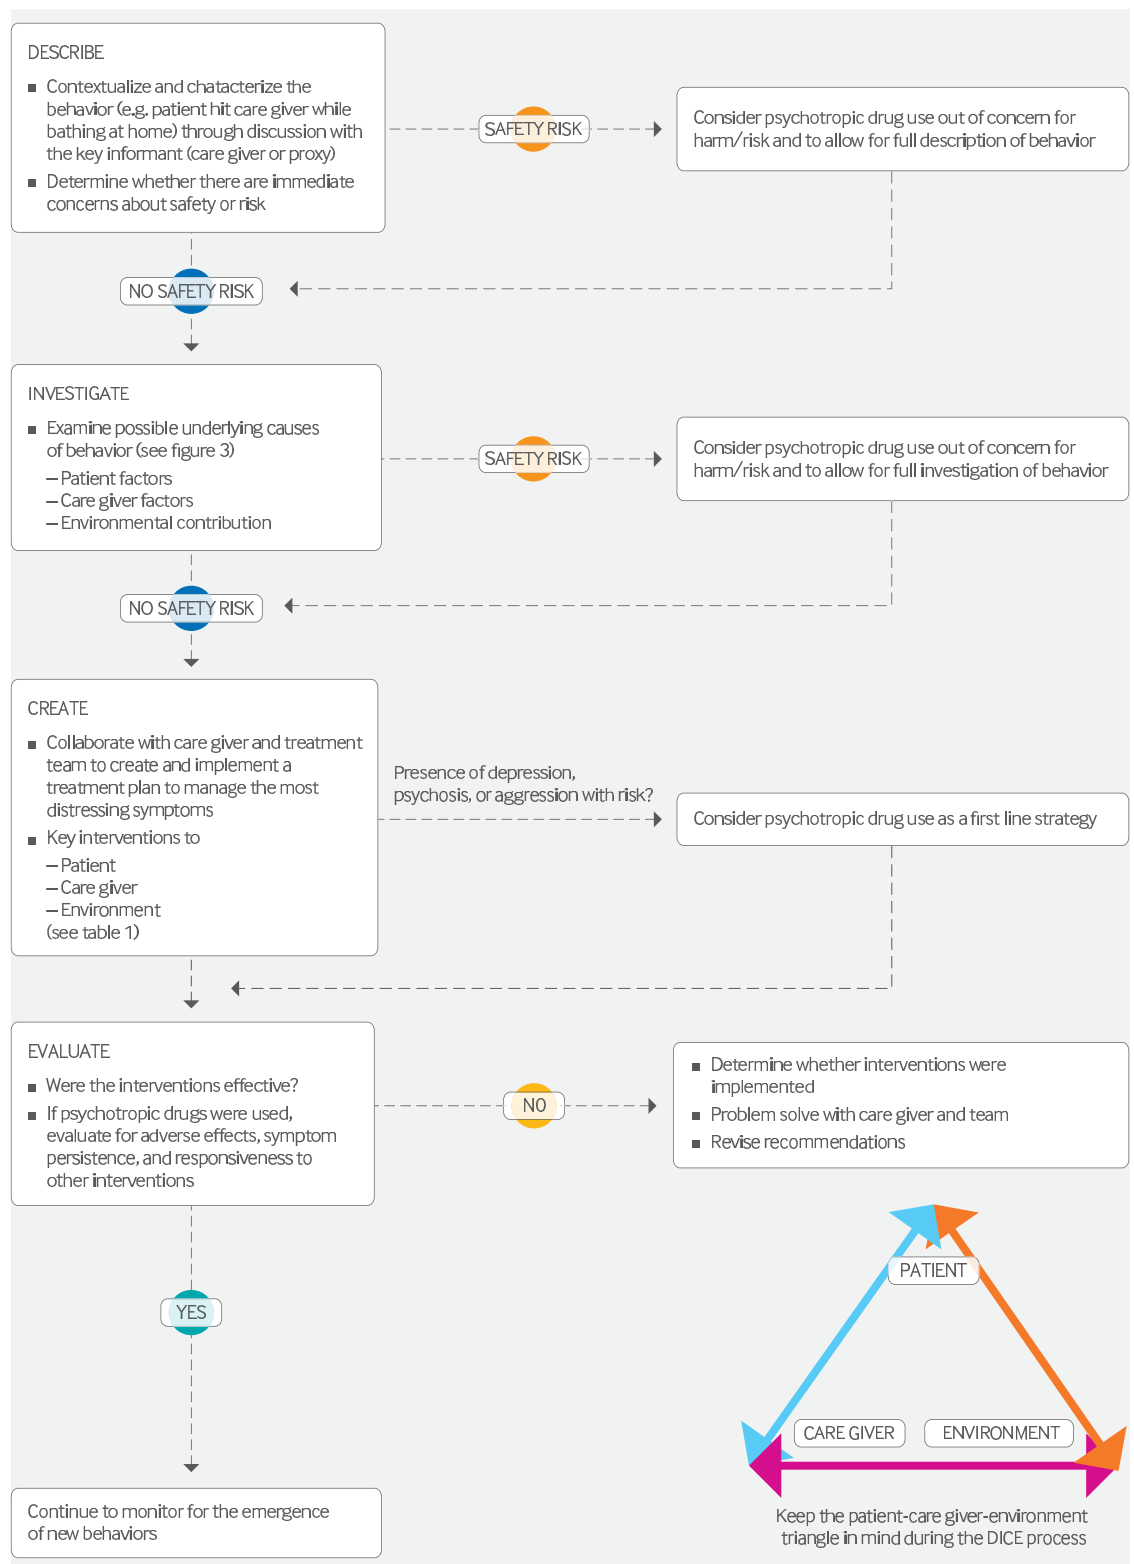 DESCRIBE
■ Contextualize and chatacterize the
behavior (e.g. patient hit care giver while
bathing at home) through discussion with
the key informant (care giver or proxy)
■ Determine whether there are immediate
concerns about safety or risk
SAFETY RISK
Consider psychotropic drug use out of concern for
harm/risk and to allow for full description of behavior
NO SAFETY RISK
INVESTIGATE
■ Examine possible underlying causes
of behavior (see figure 3)
– Patient factors
– Care giver factors
– Environmental contribution
SAFETY RISK
Consider psychotropic drug use out of concern for
harm/risk and to allow for full investigation of behavior
NO SAFETY RISK
CREATE
■ Collaborate with care giver and treatment
team to create and implement a
treatment plan to manage the most
distressing symptoms
■ Key interventions to
– Patient
– Care giver
– Environment
(see table 1)
Presence of depression,
psychosis, or aggression with risk?
Consider psychotropic drug use as a first line strategy
EVALUATE
■ Were the interventions effective?
■ If psychotropic drugs were used,
evaluate for adverse effects, symptom
persistence, and responsiveness to
other interventions
NO
■ Determine whether interventions were
implemented
■ Problem solve with care giver and team
■ Revise recommendations
YES
Continue to monitor for the emergence
of new behaviors
PATIENT
CARE GIVER
ENVIRONMENT
Keep the patient-care giver-environment
triangle in mind during the DICE process